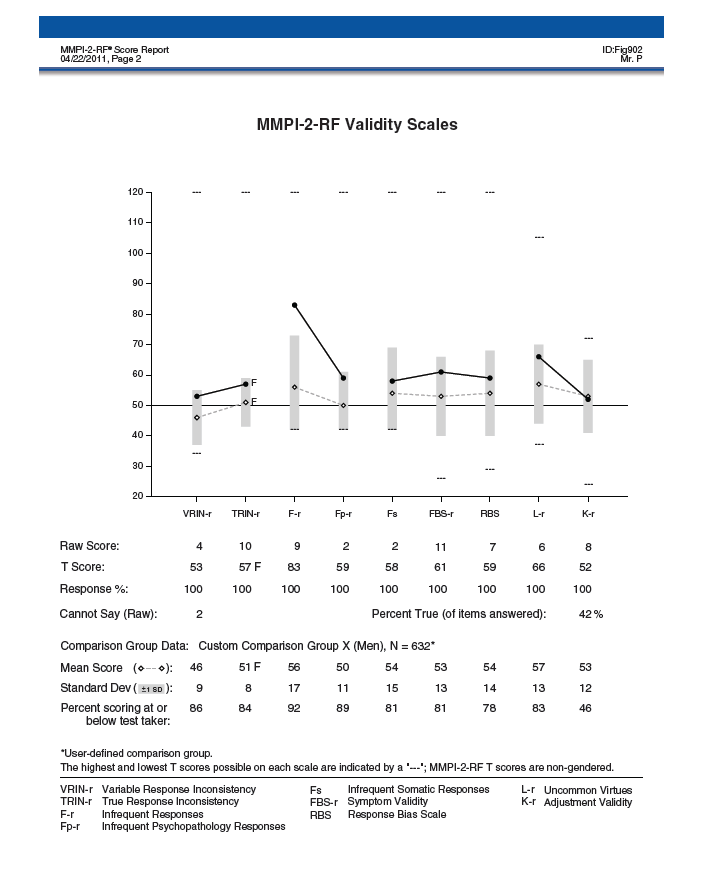 MMPI-2-RF® Score Report ID:Fig902
04/22/2011, Page 2 Mr. P
MMPI-2-RF Validity Scales
120 --- --- --- --- --- --- ---
110
---
100
90
80
---
70
60
F
F
50
40
--- --- ---
---
---
30
---
---
---
20
VRIN-r TRIN-r F-r Fp-r Fs FBS-r RBS L-r K-r
Raw Score: 4 10 9 2 2 11 7 6 8
T Score: 53 57 F 83 59 58 61 59 66 52
Response %: 100 100 100 100 100 100 100 100 100
Cannot Say (Raw): 2 Percent True (of items answered): 42 %
Comparison Group Data: Custom Comparison Group X (Men), N = 632*
Mean Score (◇---◇): 46 51 F 56 50 54 53 54 57 53
Standard Dev (±1 SD): 9 8 17 11 15 13 14 13 12
Percent scoring at or 86 84 92 89 81 81 78 83 46
below test taker:
*User-defined comparison group.
The highest and lowest T scores possible on each scale are indicated by a "---"; MMPI-2-RF T scores are non-gendered.
VRIN-r Variable Response Inconsistency Fs Infrequent Somatic Responses L-r Uncommon Virtues
TRIN-r True Response Inconsistency FBS-r Symptom Validity K-r Adjustment Validity
F-r Infrequent Responses RBS Response Bias Scale
Fp-r Infrequent Psychopathology Responses